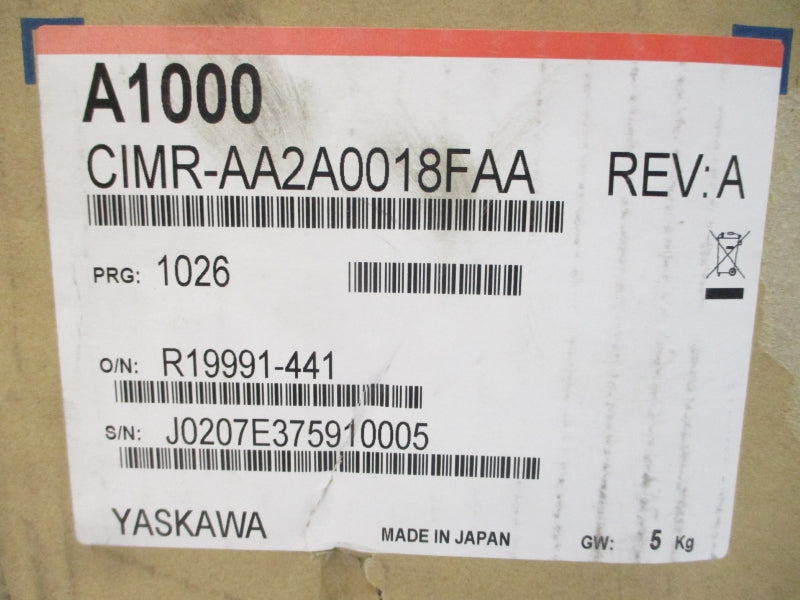 A1000
CIMR-AA2A0018FAA REV: A
PRG: 1026
O/N: R19991-441
S/N: J0207E375910005
YASKAWA MADE IN JAPAN GW: 5 Kg